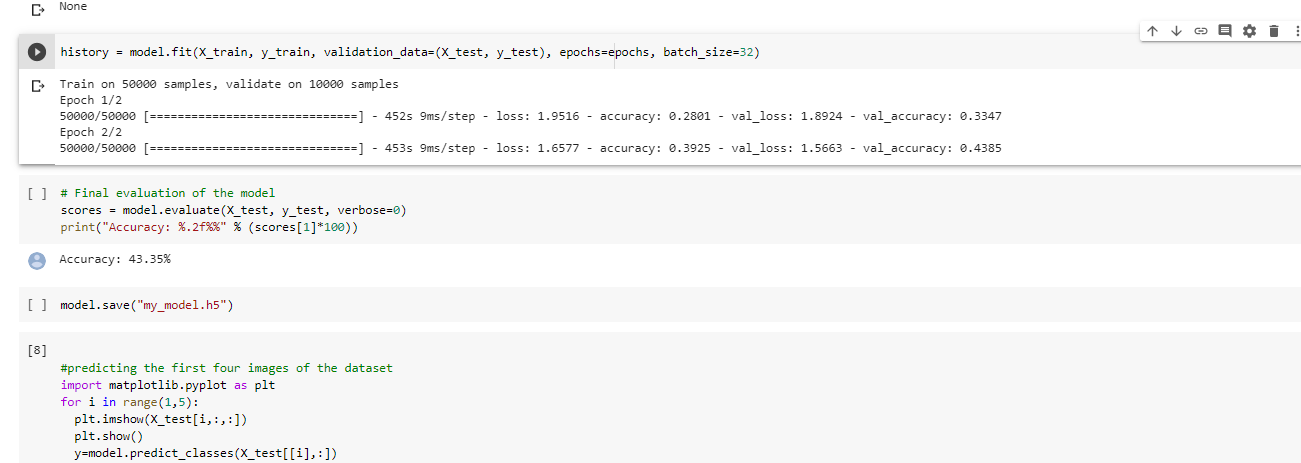 None
history = model.fit(X_train, y_train, validation_data=(X_test, y_test), epochs=epochs, batch_size=32)
Train on 50000 samples, validate on 10000 samples
Epoch 1/2
50000/50000 [==============================] - 452s 9ms/step - loss: 1.9516 - accuracy: 0.2801 - val_loss: 1.8924 - val_accuracy: 0.3347
Epoch 2/2
50000/50000 [==============================] - 453s 9ms/step - loss: 1.6577 - accuracy: 0.3925 - val_loss: 1.5663 - val_accuracy: 0.4385
[ ] # Final evaluation of the model
scores = model.evaluate(X_test, y_test, verbose=0)
print("Accuracy: %.2f%%" % (scores[1]*100))
Accuracy: 43.35%
[ ] model.save("my_model.h5")
[8]
#predicting the first four images of the dataset
import matplotlib.pyplot as plt
for i in range(1,5):
  plt.imshow(X_test[i,:,:])
  plt.show()
  y=model.predict_classes(X_test[[i],:])